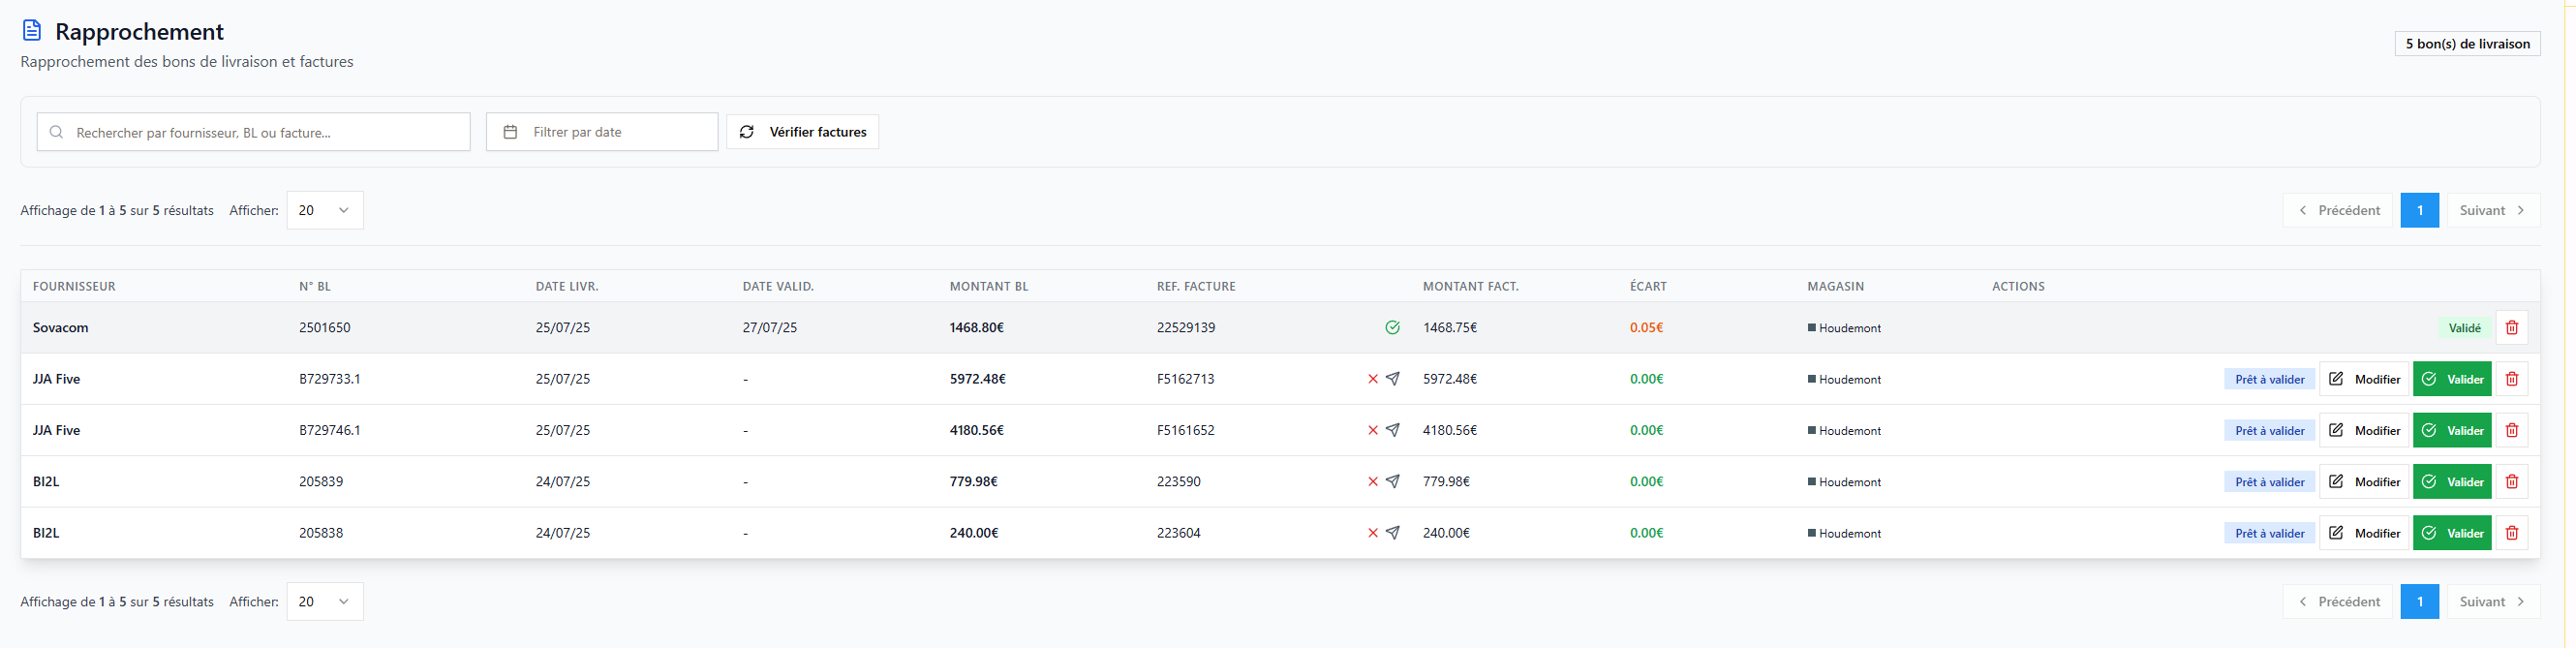 Rapprochement
Rapprochement des bons de livraison et factures
5 bon(s) de livraison
Rechercher par fournisseur, BL ou facture...
Filtrer par date
Vérifier factures
Affichage de 1 à 5 sur 5 résultats Afficher: 20
Précédent 1 Suivant
FOURNISSEUR N° BL DATE LIVR. DATE VALID. MONTANT BL REF. FACTURE MONTANT FACT. ÉCART MAGASIN ACTIONS
Sovacom 2501650 25/07/25 27/07/25 1468.80€ 22529139 1468.75€ 0.05€ Houdemont Validé
JJA Five B729733.1 25/07/25 - 5972.48€ F5162713 5972.48€ 0.00€ Houdemont Prêt à valider Modifier Valider
JJA Five B729746.1 25/07/25 - 4180.56€ F5161652 4180.56€ 0.00€ Houdemont Prêt à valider Modifier Valider
BI2L 205839 24/07/25 - 779.98€ 223590 779.98€ 0.00€ Houdemont Prêt à valider Modifier Valider
BI2L 205838 24/07/25 - 240.00€ 223604 240.00€ 0.00€ Houdemont Prêt à valider Modifier Valider
Affichage de 1 à 5 sur 5 résultats Afficher: 20
Précédent 1 Suivant